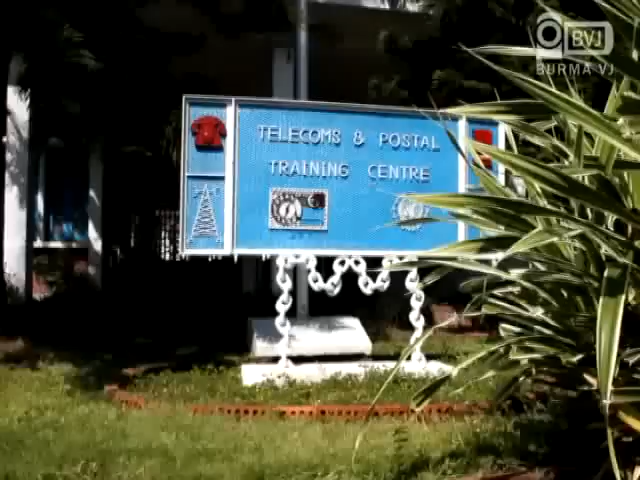 BVJ
BURMA VJ
TELECOMS & POSTAL
TRAINING CENTRE